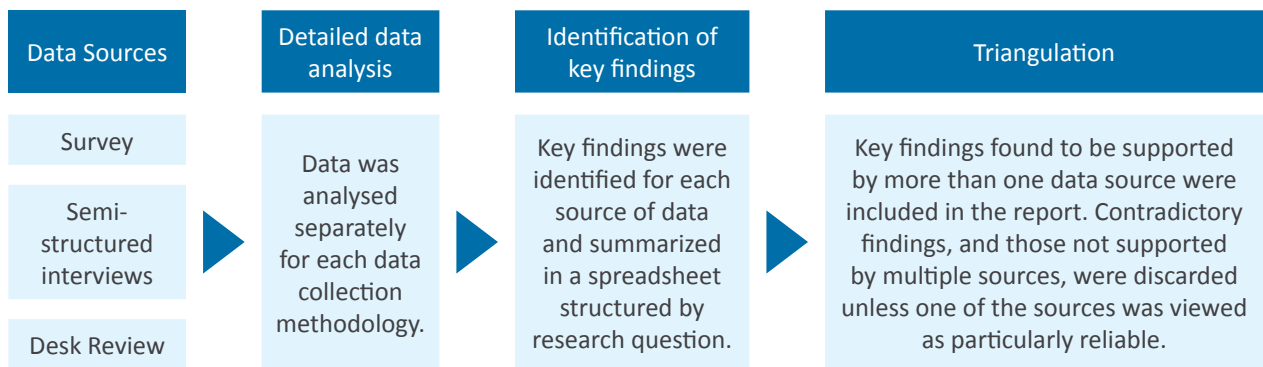 Data Sources
Survey
Semi-
structured
interviews
Desk Review
Detailed data
analysis
Data was
analysed
separately
for each data
collection
methodology.
Identification of
key findings
Key findings were
identified for each
source of data
and summarized
in a spreadsheet
structured by
research question.
Triangulation
Key findings found to be supported
by more than one data source were
included in the report. Contradictory
findings, and those not supported
by multiple sources, were discarded
unless one of the sources was viewed
as particularly reliable.